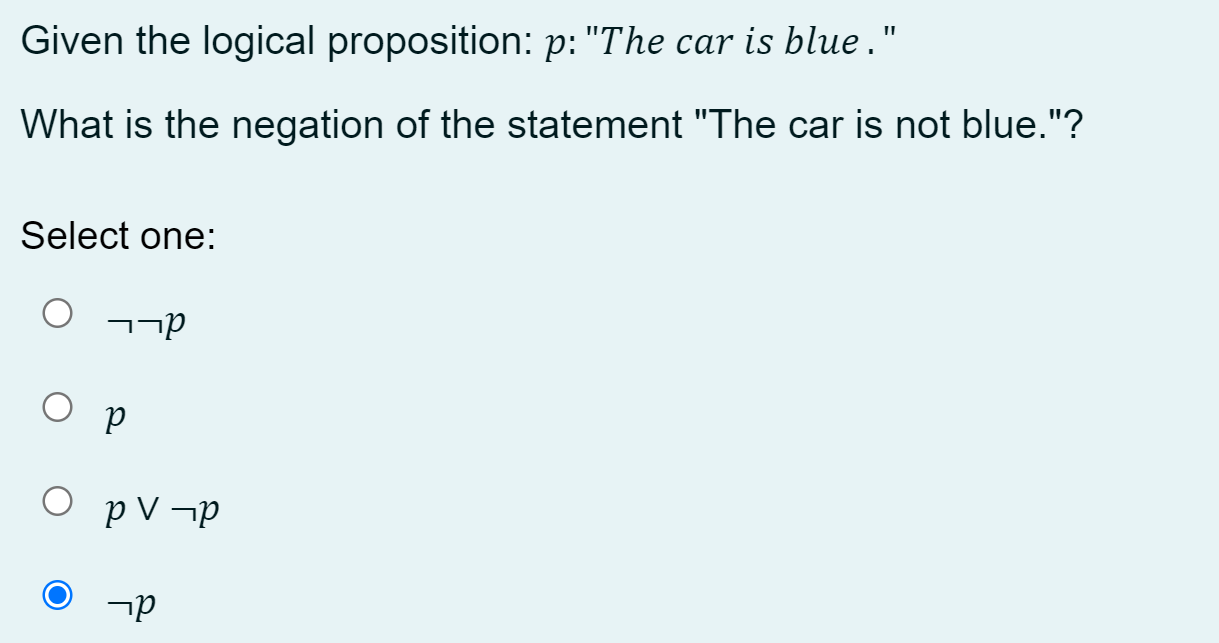 Given the logical proposition: p: "The car is blue."
What is the negation of the statement "The car is not blue."?
Select one:
¬¬p
p
p ∨ ¬p
¬p